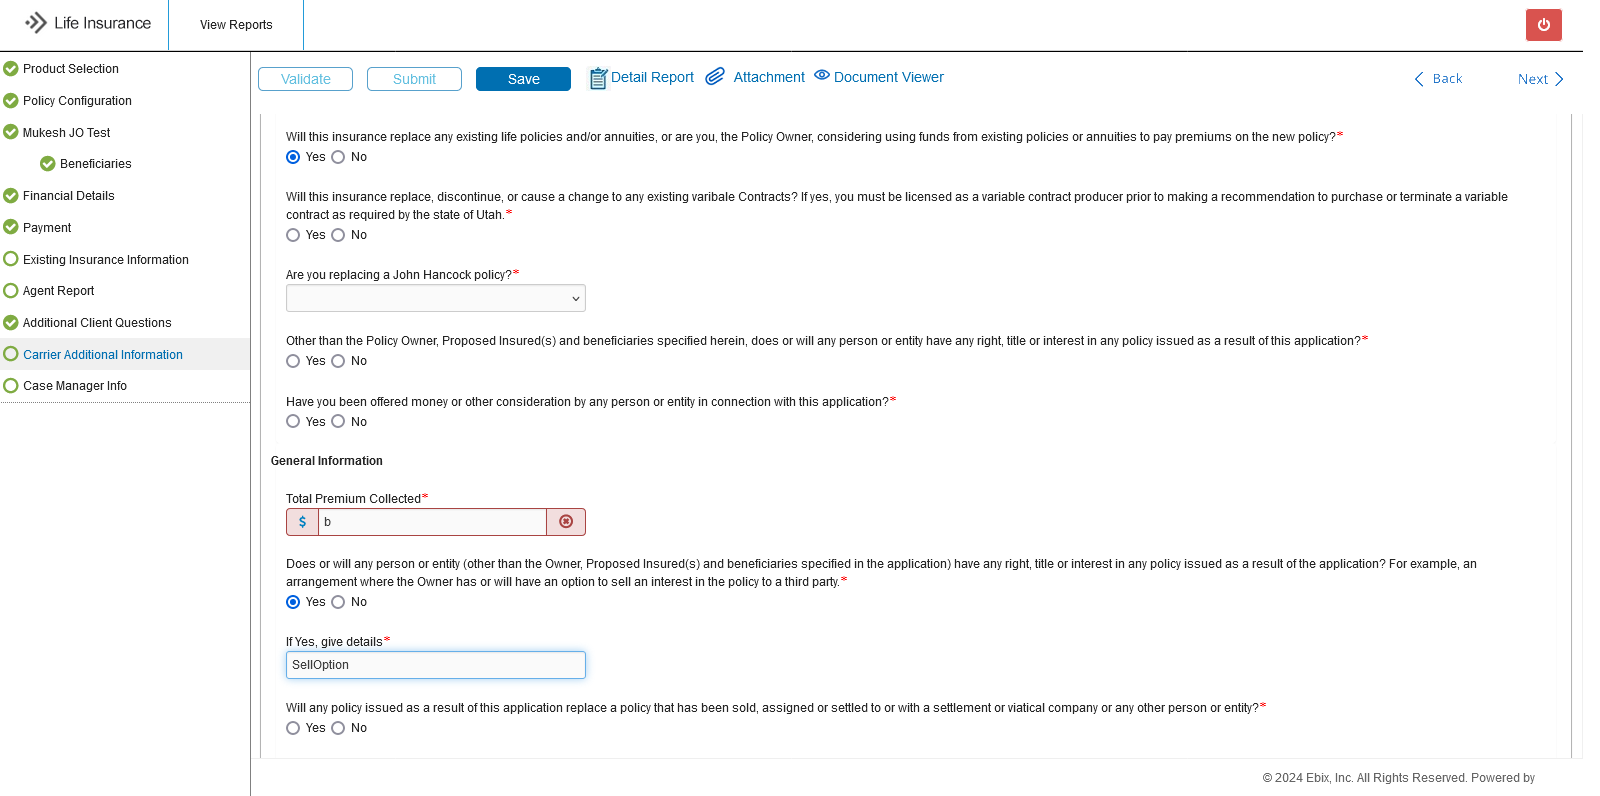 Life Insurance
View Reports
Product Selection
Policy Configuration
Mukesh JO Test
Beneficiaries
Financial Details
Payment
Existing Insurance Information
Agent Report
Additional Client Questions
Carrier Additional Information
Case Manager Info
Validate
Submit
Save
Detail Report
Attachment
Document Viewer
Back
Next
Will this insurance replace any existing life policies and/or annuities, or are you, the Policy Owner, considering using funds from existing policies or annuities to pay premiums on the new policy?*
Yes No
Will this insurance replace, discontinue, or cause a change to any existing varibale Contracts? If yes, you must be licensed as a variable contract producer prior to making a recommendation to purchase or terminate a variable
contract as required by the state of Utah.*
Yes No
Are you replacing a John Hancock policy?*
Other than the Policy Owner, Proposed Insured(s) and beneficiaries specified herein, does or will any person or entity have any right, title or interest in any policy issued as a result of this application?*
Yes No
Have you been offered money or other consideration by any person or entity in connection with this application?*
Yes No
General Information
Total Premium Collected*
$ b
Does or will any person or entity (other than the Owner, Proposed Insured(s) and beneficiaries specified in the application) have any right, title or interest in any policy issued as a result of the application? For example, an
arrangement where the Owner has or will have an option to sell an interest in the policy to a third party.*
Yes No
If Yes, give details*
SellOption
Will any policy issued as a result of this application replace a policy that has been sold, assigned or settled to or with a settlement or viatical company or any other person or entity?*
Yes No
© 2024 Ebix, Inc. All Rights Reserved. Powered by